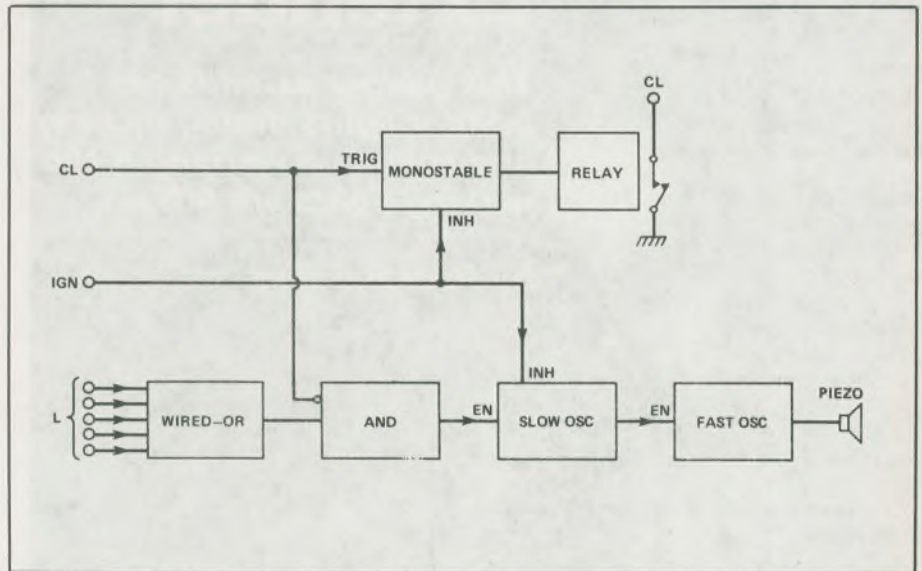 CL
CL
TRIG
MONOSTABLE
RELAY
INH
IGN
INH
PIEZO
L
WIRED-OR
AND
EN
SLOW OSC
EN
FAST OSC